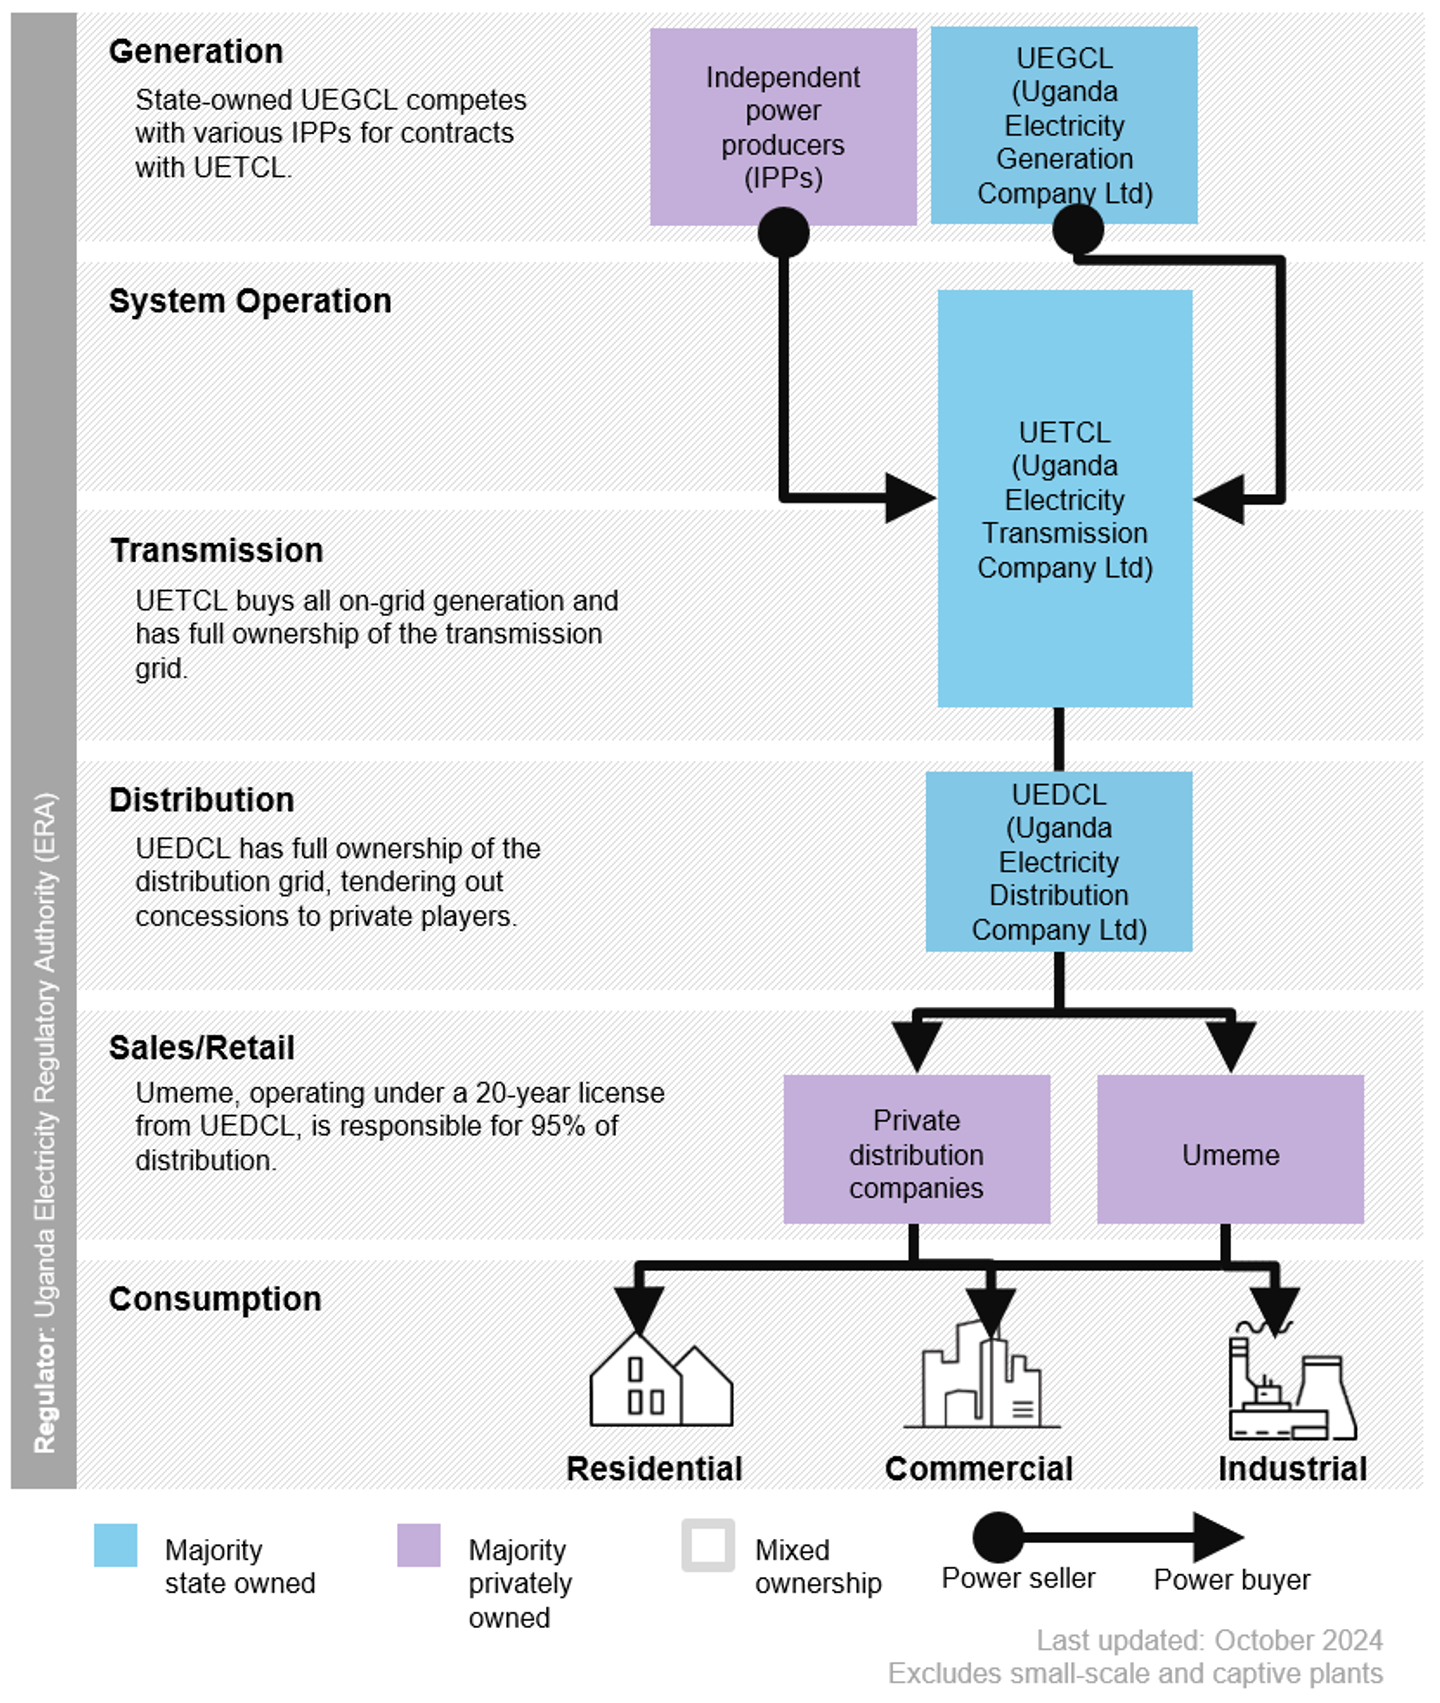 Generation
State-owned UEGCL competes
with various IPPs for contracts
with UETCL.
Independent
power
producers
(IPPs)
UEGCL
(Uganda
Electricity
Generation
Company Ltd)
System Operation
UETCL
(Uganda
Electricity
Transmission
Company Ltd)
Transmission
UETCL buys all on-grid generation and
has full ownership of the transmission
grid.
Distribution
UEDCL has full ownership of the
distribution grid, tendering out
concessions to private players.
UEDCL
(Uganda
Electricity
Distribution
Company Ltd)
Sales/Retail
Umeme, operating under a 20-year license
from UEDCL, is responsible for 95% of
distribution.
Private
distribution
companies
Umeme
Consumption
Residential
Commercial
Industrial
Regulator: Uganda Electricity Regulatory Authority (ERA)
Majority
state owned
Majority
privately
owned
Mixed
ownership
Power seller
Power buyer
Last updated: October 2024
Excludes small-scale and captive plants